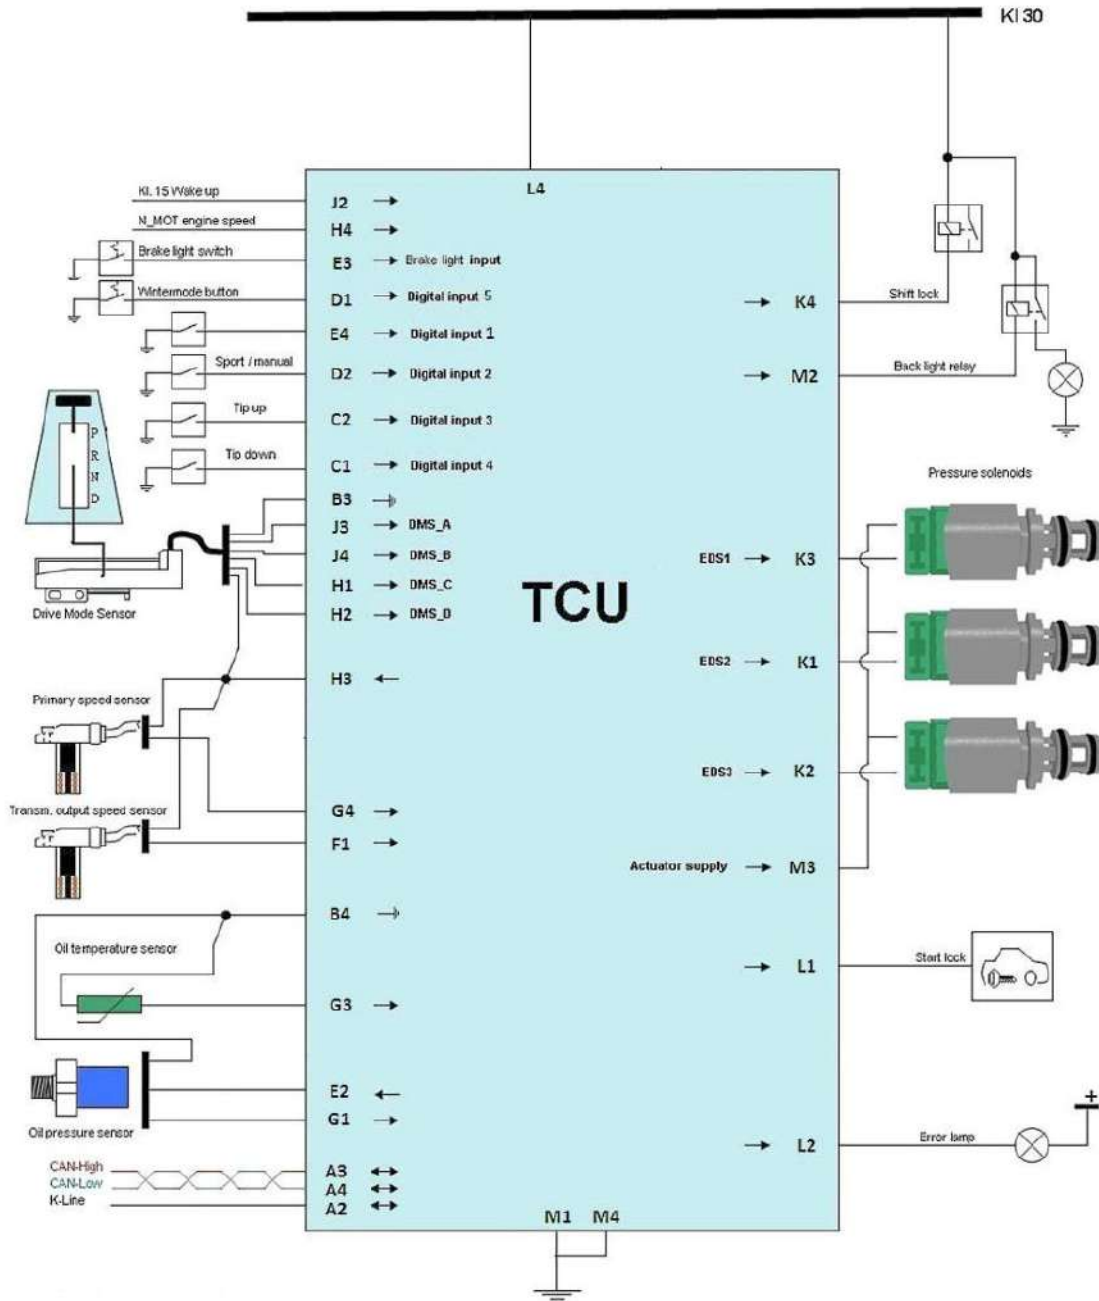 Kl 30
L4
Kl. 15 Wake up
J2
N_MOT engine speed
H4
Brake light switch
E3 Brake light input
Wintermode button
D1 Digital input 5
K4 Shift lock
E4 Digital input 1
Sport / manual
D2 Digital input 2
M2 Back light relay
Tip up
C2 Digital input 3
Tip down
C1 Digital input 4
P
R
N
D
Pressure solenoids
B3
J3 DMS_A
J4 DMS_B
H1 DMS_C
H2 DMS_D
Drive Mode Sensor
TCU
EDS1 K3
EDS2 K1
H3
Primary speed sensor
EDS3 K2
Transm. output speed sensor
G4
F1
Actuator supply M3
B4
Oil temperature sensor
L1 Start lock
G3
E2
G1
Oil pressure sensor
L2 Error lamp
+
CAN-High
A3
CAN-Low
A4
K-Line
A2
M1 M4